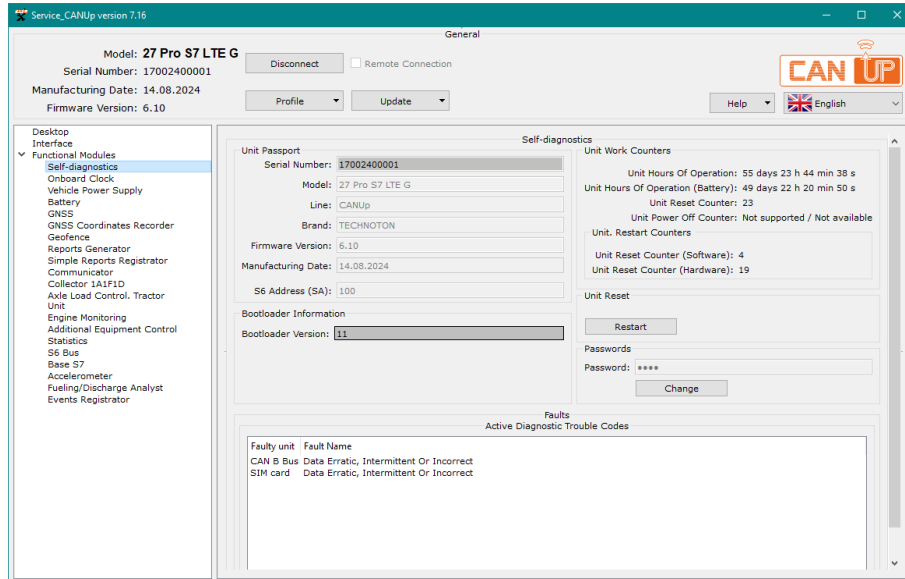 Service_CANUp version 7.16
General
Model: 27 Pro S7 LTE G
Serial Number: 17002400001
Manufacturing Date: 14.08.2024
Firmware Version: 6.10
Disconnect
Remote Connection
Profile
Update
CAN UP
Help
English
Desktop
Interface
Functional Modules
Self-diagnostics
Onboard Clock
Vehicle Power Supply
Battery
GNSS
GNSS Coordinates Recorder
Geofence
Reports Generator
Simple Reports Registrator
Communicator
Collector 1A1F1D
Axle Load Control. Tractor
Unit
Engine Monitoring
Additional Equipment Control
Statistics
S6 Bus
Base S7
Accelerometer
Fueling/Discharge Analyst
Events Registrator
Self-diagnostics
Unit Passport
Serial Number: 17002400001
Model: 27 Pro S7 LTE G
Line: CANUp
Brand: TECHNOTON
Firmware Version: 6.10
Manufacturing Date: 14.08.2024
S6 Address (SA): 100
Bootloader Information
Bootloader Version: 11
Unit Work Counters
Unit Hours Of Operation: 55 days 23 h 44 min 38 s
Unit Hours Of Operation (Battery): 49 days 22 h 20 min 50 s
Unit Reset Counter: 23
Unit Power Off Counter: Not supported / Not available
Unit. Restart Counters
Unit Reset Counter (Software): 4
Unit Reset Counter (Hardware): 19
Unit Reset
Restart
Passwords
Password: ••••
Change
Faults
Active Diagnostic Trouble Codes
Faulty unit Fault Name
CAN B Bus Data Erratic, Intermittent Or Incorrect
SIM card Data Erratic, Intermittent Or Incorrect